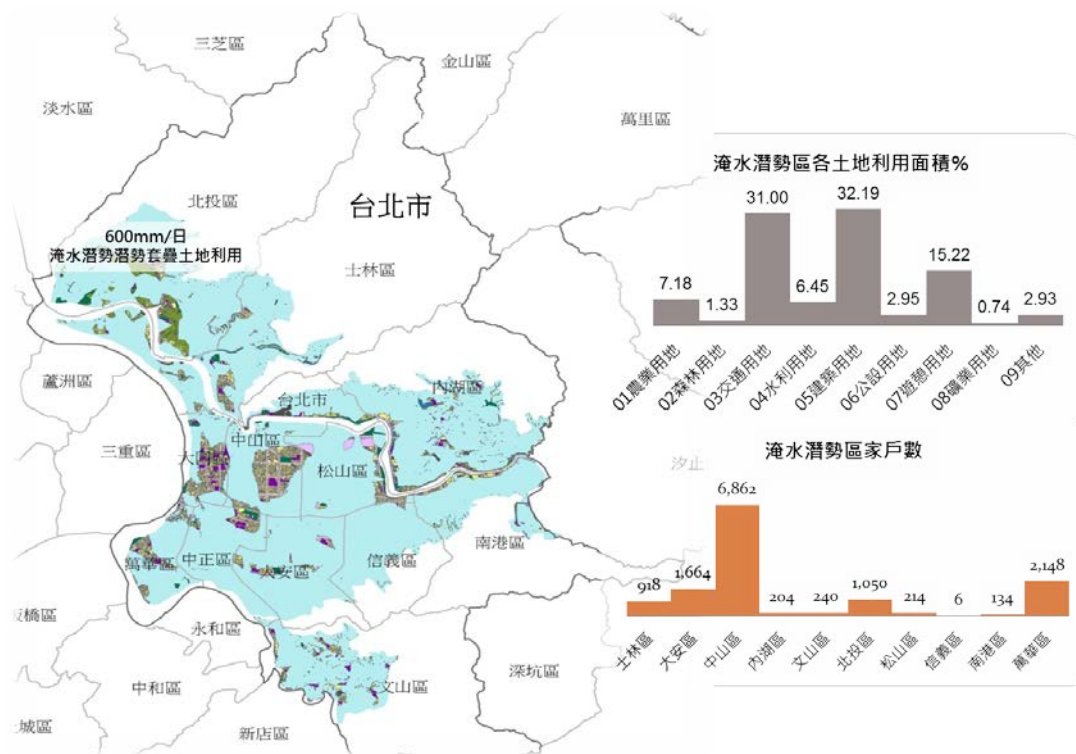 三芝區
金山區
淡水區
萬里區
北投區
台北市
600mm/日
淹水潛勢潛勢套疊土地利用
士林區
蘆洲區
內湖區
台北市
三重區
中山區
松山區
汐止
南港區
萬華區
中正區
大安區
信義區
板橋區
永和區
中和區
文山區
深坑區
土城區
新店區
淹水潛勢區各土地利用面積%
7.18
1.33
31.00
6.45
32.19
2.95
15.22
0.74
2.93
01農業用地
02森林用地
03交通用地
04水利用地
05建築用地
06公設用地
07遊憩用地
08礦業用地
09其他
淹水潛勢區家戶數
918
1,664
6,862
204
240
1,050
214
6
134
2,148
士林區
大安區
中山區
內湖區
文山區
北投區
松山區
信義區
南港區
萬華區